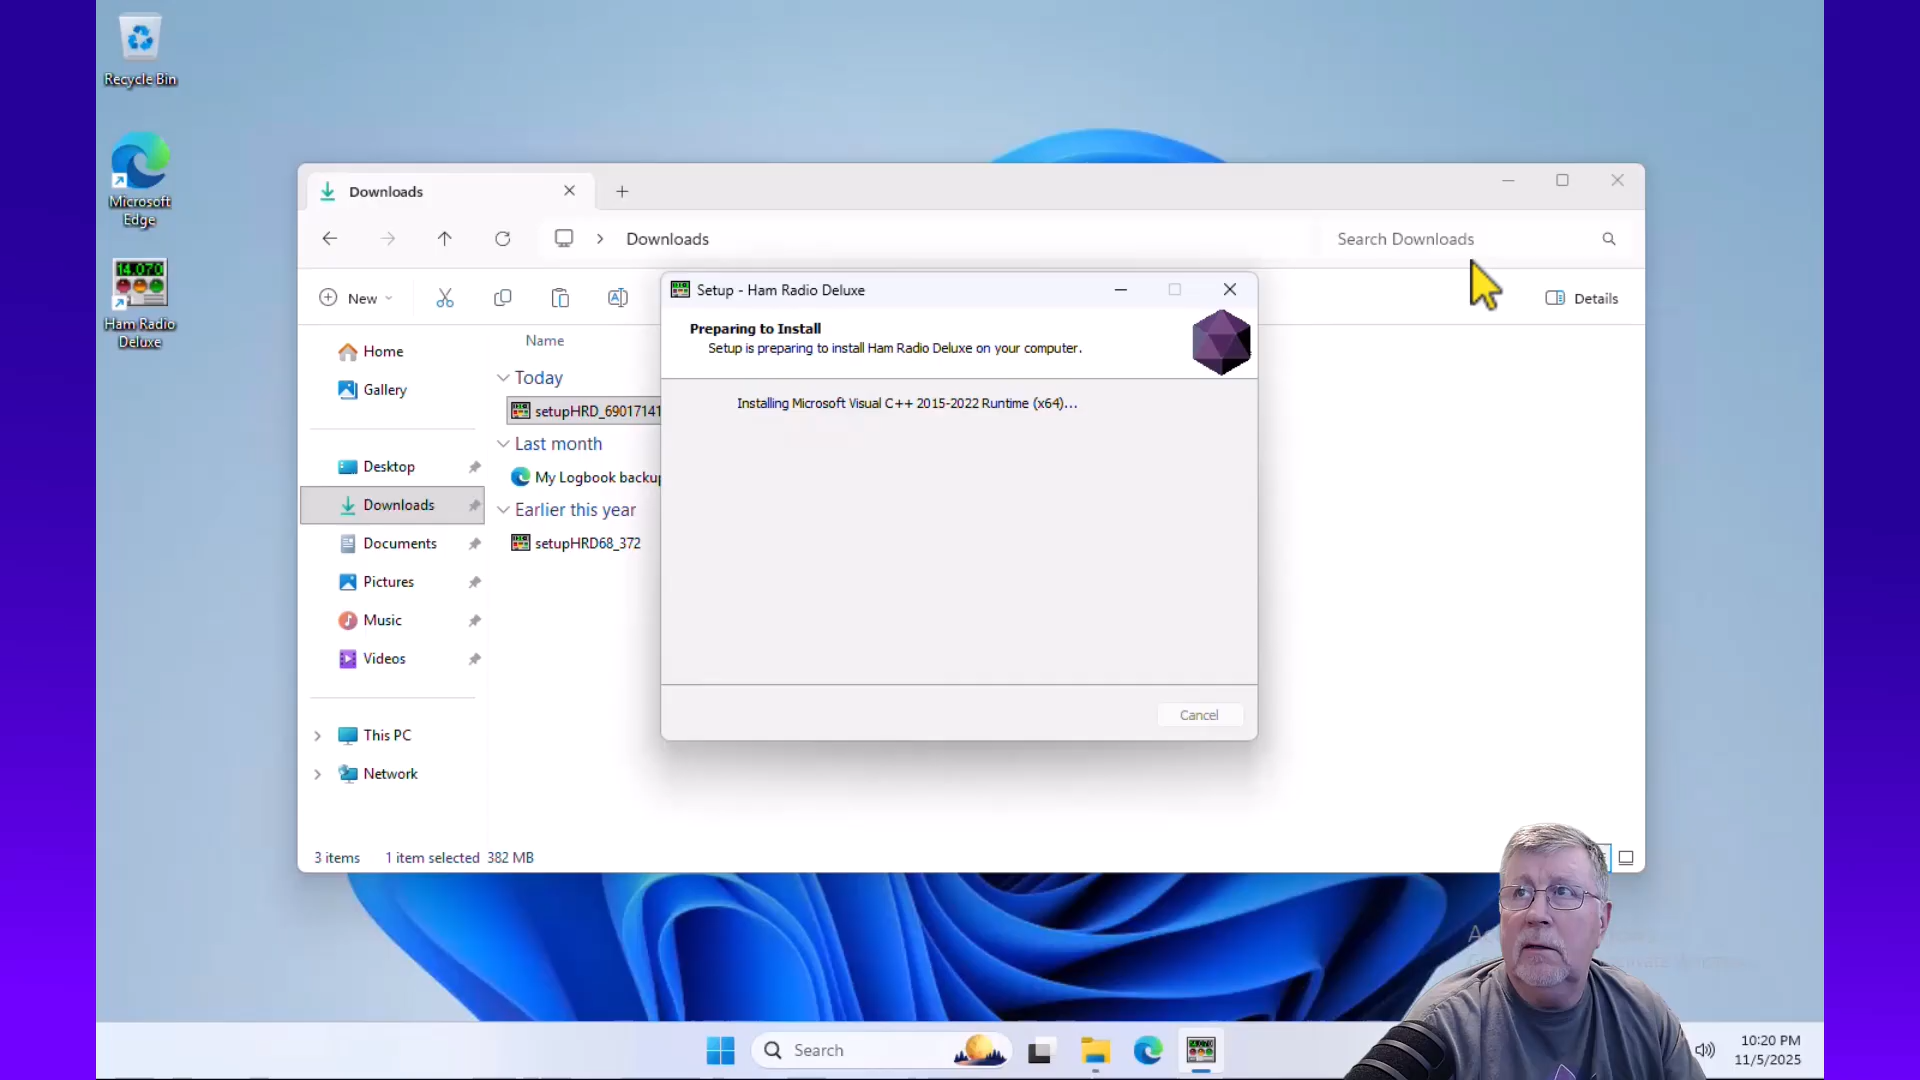 Recycle Bin
Microsoft
Edge
14.070
Ham Radio
Deluxe
Downloads
Downloads
Search Downloads
New
Details
Name
Home
Gallery
Desktop
Downloads
Documents
Pictures
Music
Videos
This PC
Network
Today
setupHRD_69017141
Last month
My Logbook backup
Earlier this year
setupHRD68_372
Setup - Ham Radio Deluxe
Preparing to Install
Setup is preparing to install Ham Radio Deluxe on your computer.
Installing Microsoft Visual C++ 2015-2022 Runtime (x64)...
Cancel
3 items
1 item selected
382 MB
Search
10:20 PM
11/5/2025